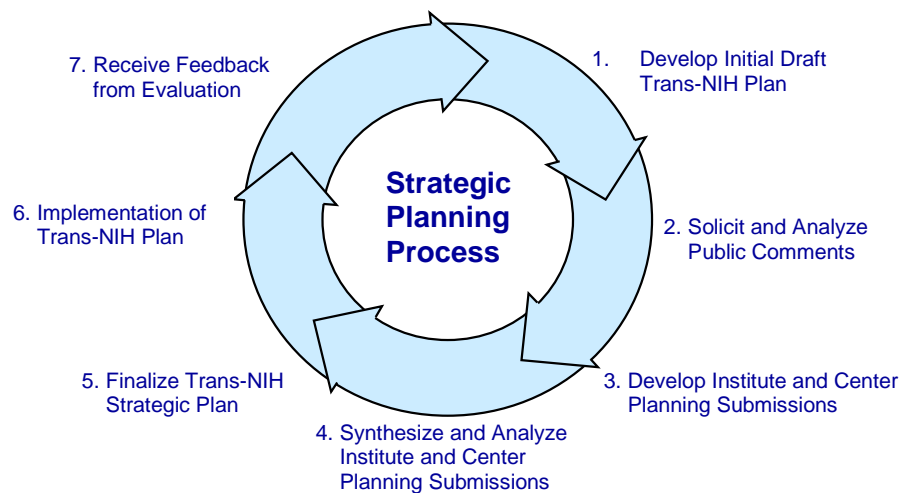 Strategic
Planning
Process
1. Develop Initial Draft
Trans-NIH Plan
2. Solicit and Analyze
Public Comments
3. Develop Institute and Center
Planning Submissions
4. Synthesize and Analyze
Institute and Center
Planning Submissions
5. Finalize Trans-NIH
Strategic Plan
6. Implementation of
Trans-NIH Plan
7. Receive Feedback
from Evaluation